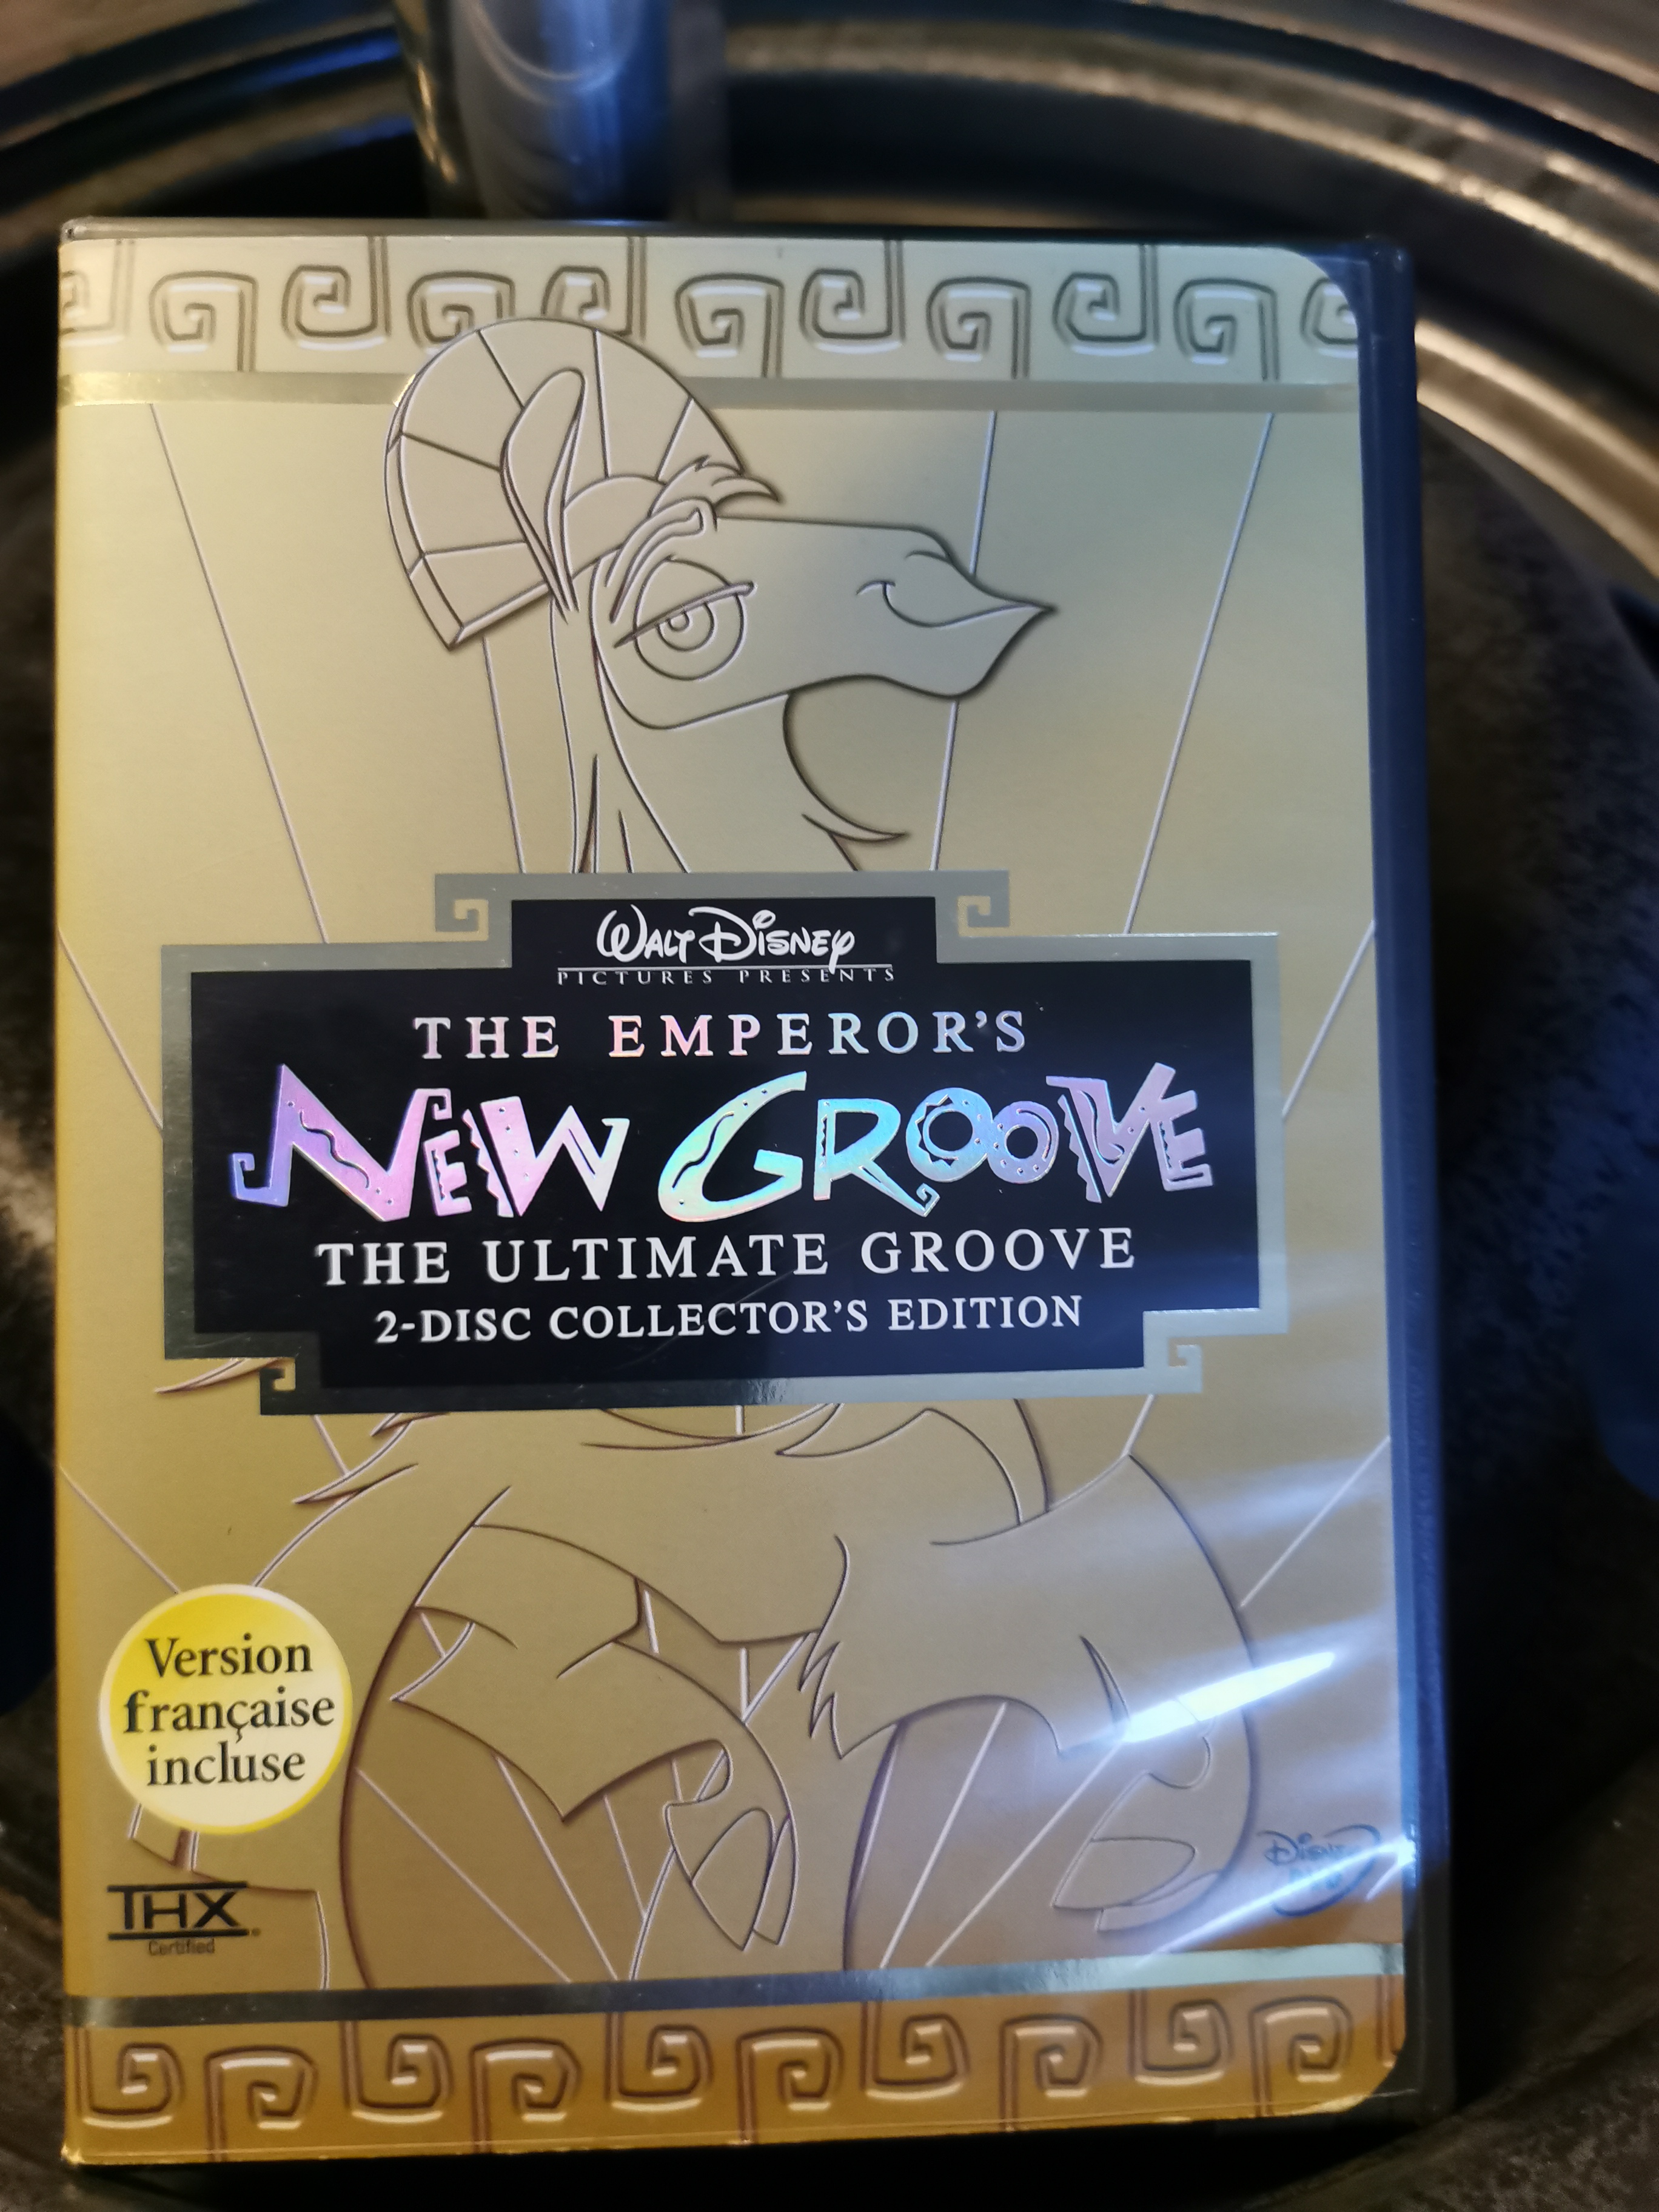 WALT DISNEY
PICTURES PRESENTS
THE EMPEROR'S
NEW GROOVE
THE ULTIMATE GROOVE
2-DISC COLLECTOR'S EDITION
Version
française
incluse
THX
Certified
DISNEY